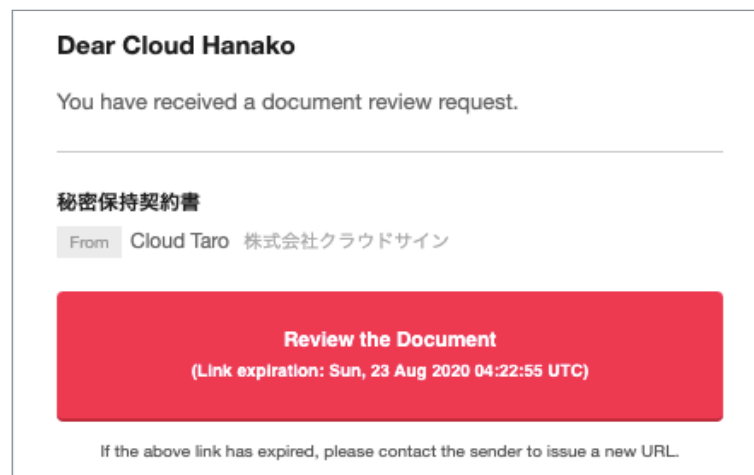 Dear Cloud Hanako
You have received a document review request.
秘密保持契約書
From Cloud Taro 株式会社クラウドサイン
Review the Document
(Link expiration: Sun, 23 Aug 2020 04:22:55 UTC)
If the above link has expired, please contact the sender to issue a new URL.